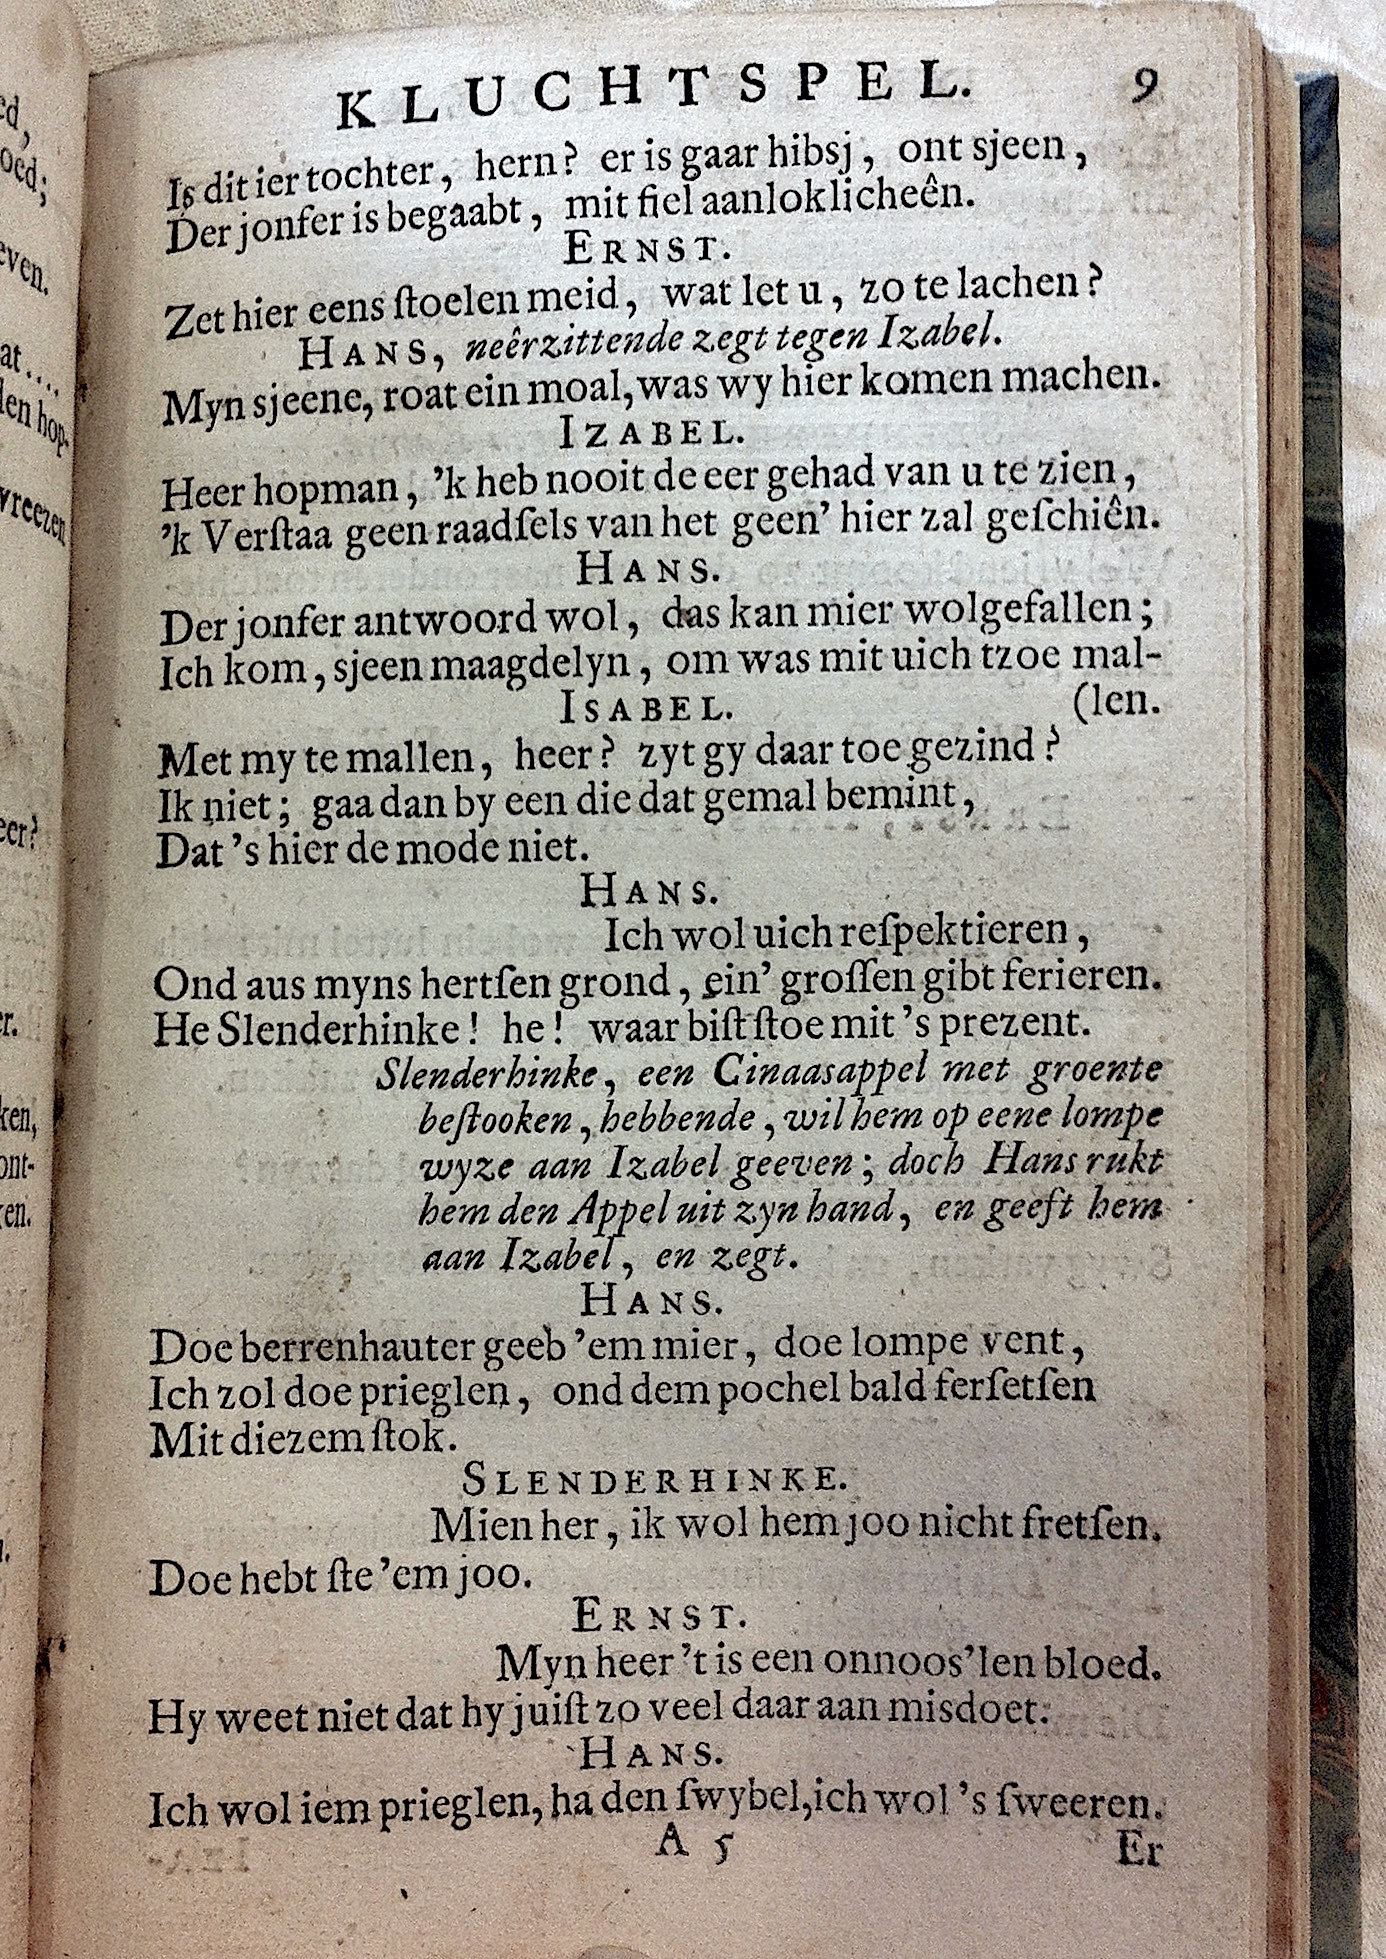 KLUCHTSPEL. 9
Is dit ier tochter, hern? er is gaar hibsj, ont sjeen,
Der jonfer is begaabt, mit fiel aanloklicheên.
ERNST.
Zet hier eens ſtoelen meid, wat let u, zo te lachen?
HANS, neêrzittende zegt tegen Izabel.
Myn sjeene, roat ein moal, was wy hier komen machen.
IZABEL.
Heer hopman, 'k heb nooit de eer gehad van u te zien,
'k Verſtaa geen raadſels van het geen' hier zal geſchiên.
HANS.
Der jonfer antwoord wol, das kan mier wolgefallen;
Ich kom, sjeen maagdelyn, om was mit uich tzoe mal-
ISABEL. (len.
Met my te mallen, heer? zyt gy daar toe gezind?
Ik niet; gaa dan by een die dat gemal bemint,
Dat 's hier de mode niet.
HANS.
Ich wol uich reſpektieren,
Ond aus myns hertſen grond, ein' groſſen gibt ferieren.
He Slenderhinke! he! waar biſt ſtoe mit 's prezent.
Slenderhinke, een Cinaasappel met groente
beſtooken, hebbende, wil hem op eene lompe
wyze aan Izabel geeven; doch Hans rukt
hem den Appel uit zyn hand, en geeft hem
aan Izabel, en zegt.
HANS.
Doe berrenhauter geeb 'em mier, doe lompe vent,
Ich zol doe prieglen, ond dem pochel bald ferſetſen
Mit diezem ſtok.
SLENDERHINKE.
Mien her, ik wol hem joo nicht fretſen.
Doe hebt ſte 'em joo.
ERNST.
Myn heer 't is een onnoos'len bloed.
Hy weet niet dat hy juiſt zo veel daar aan misdoet.
HANS.
Ich wol iem prieglen, ha den ſwybel, ich wol 's ſweeren.
A 5 Er
ed,
oed;
even.
at....
len hop-
vreezen
eer?
er.
ken,
ont-
ken.